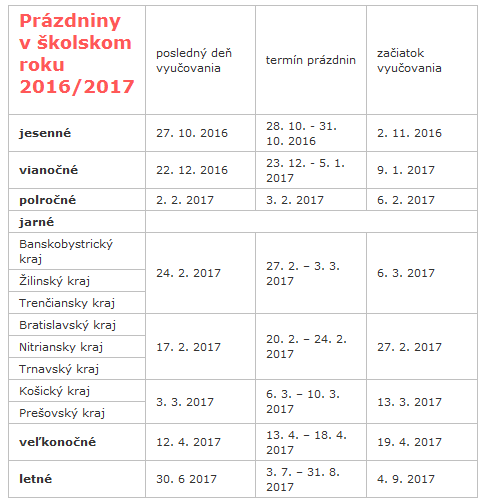 Prázdniny
v školskom
roku
2016/2017
posledný deň
vyučovania
termín prázdnin
začiatok
vyučovania
jesenné
27. 10. 2016
28. 10. - 31.
10. 2016
2. 11. 2016
vianočné
22. 12. 2016
23. 12. - 5. 1.
2017
9. 1. 2017
polročné
2. 2. 2017
3. 2. 2017
6. 2. 2017
jarné
Banskobystrický
kraj
Žilinský kraj
Trenčiansky kraj
24. 2. 2017
27. 2. – 3. 3.
2017
6. 3. 2017
Bratislavský kraj
Nitriansky kraj
Trnavský kraj
17. 2. 2017
20. 2. – 24. 2.
2017
27. 2. 2017
Košický kraj
Prešovský kraj
3. 3. 2017
6. 3. – 10. 3.
2017
13. 3. 2017
veľkonočné
12. 4. 2017
13. 4. – 18. 4.
2017
19. 4. 2017
letné
30. 6 2017
3. 7. – 31. 8.
2017
4. 9. 2017